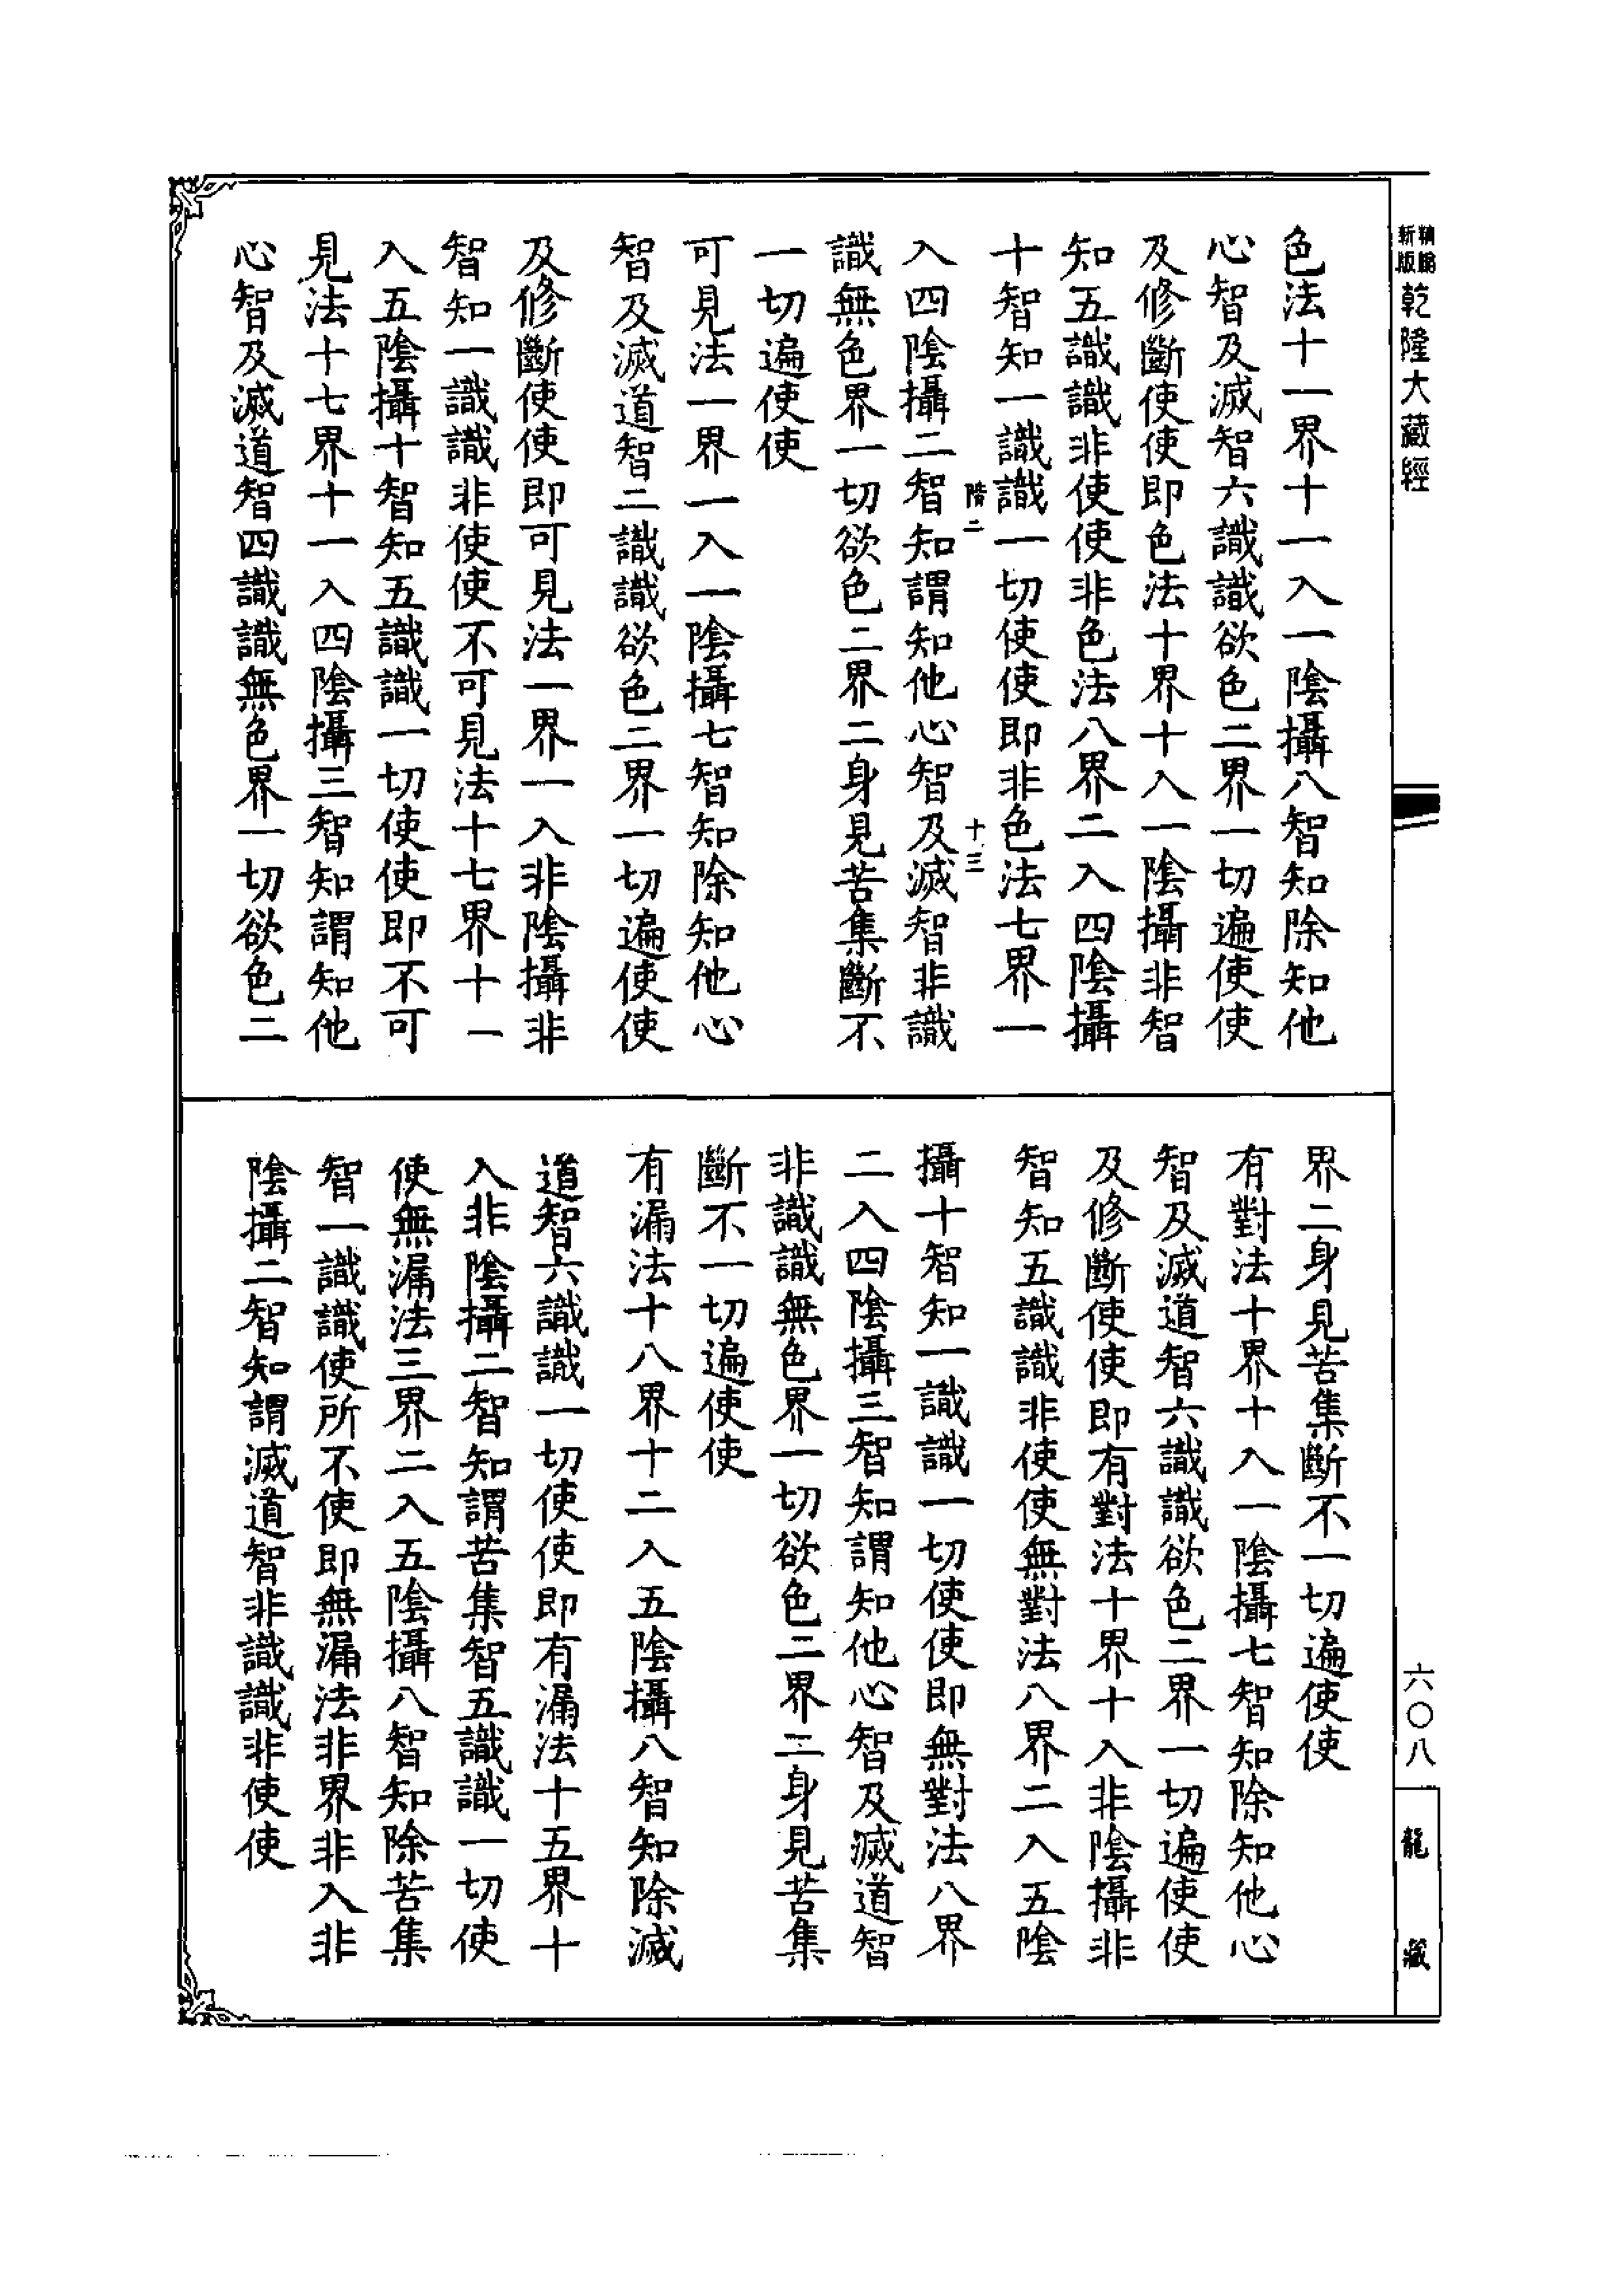 精鵬
新版
乾隆大藏經
色法十一界十一入一陰攝八智知除知他
心智及滅智六識識欲色二界一切遍使使
及修斷使使即色法十界十入一陰攝非智
知五識識非使使非色法八界二入四陰攝
十智知一識識一切使使即非色法七界一
陪二
十三
入四陰攝二智知謂知他心智及滅智非識
識無色界一切欲色二界二身見苦集斷不
一切遍使使
可見法一界一入一陰攝七智知除知他心
智及滅道智二識識欲色二界一切遍使使
及修斷使使即可見法一界一入非陰攝非
智知一識識非使使不可見法十七界十一
入五陰攝十智知五識識一切使使即不可
見法十七界十一入四陰攝三智知謂知他
心智及滅道智四識識無色界一切欲色二
界二身見苦集斷不一切遍使使
有對法十界十入一陰攝七智知除知他心
智及滅道智六識識欲色二界一切遍使使
及修斷使使即有對法十界十入非陰攝非
智知五識識非使使無對法八界二入五陰
攝十智知一識識一切使使即無對法八界
二入四陰攝三智知謂知他心智及滅道智
非識識無色界一切欲色二界二身見苦集
斷不一切遍使使
有漏法十八界十二入五陰攝八智知除滅
道智六識識一切使使即有漏法十五界十
入非陰攝二智知謂苦集智五識識一切使
使無漏法三界二入五陰攝八智知除苦集
智一識識使所不使即無漏法非界非入非
陰攝二智知謂滅道智非識識非使使
六〇八
龍藏